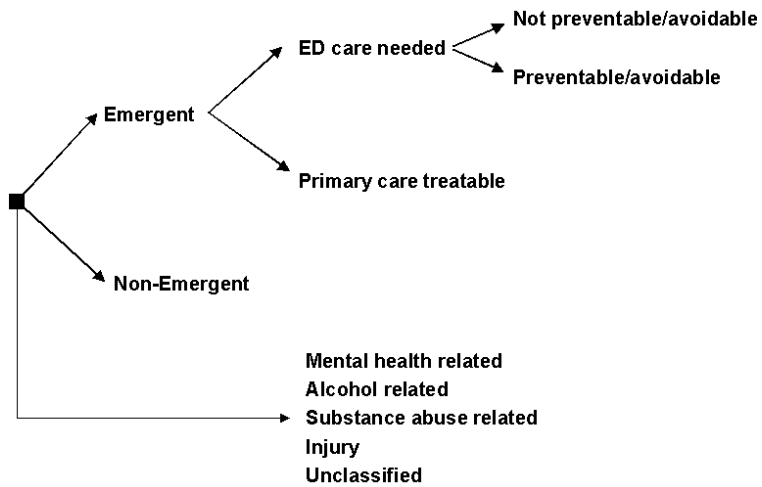 Not preventable/avoidable
ED care needed
Preventable/avoidable
Emergent
Primary care treatable
Non-Emergent
Mental health related
Alcohol related
Substance abuse related
Injury
Unclassified